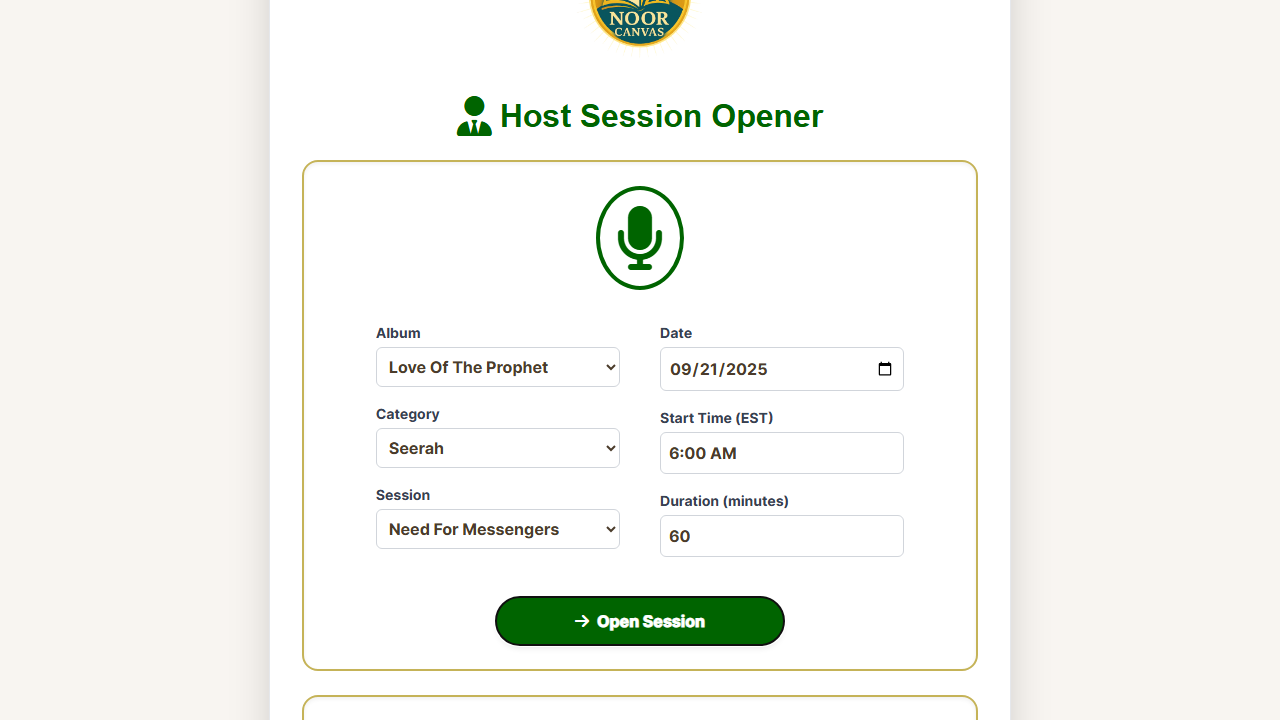 NOOR
CANVAS
Host Session Opener
Album
Love Of The Prophet
Date
09/21/2025
Category
Seerah
Start Time (EST)
6:00 AM
Session
Need For Messengers
Duration (minutes)
60
Open Session